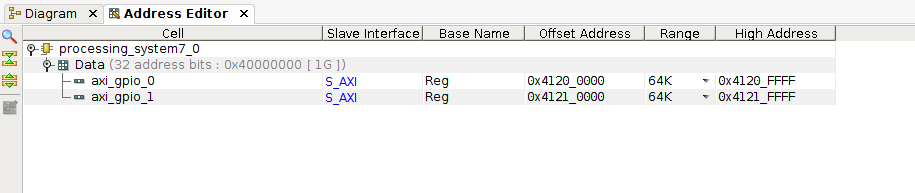 Diagram × Address Editor ×
Cell Slave Interface Base Name Offset Address Range High Address
processing_system7_0
Data (32 address bits : 0x40000000 [ 1G ])
axi_gpio_0 S_AXI Reg 0x4120_0000 64K 0x4120_FFFF
axi_gpio_1 S_AXI Reg 0x4121_0000 64K 0x4121_FFFF